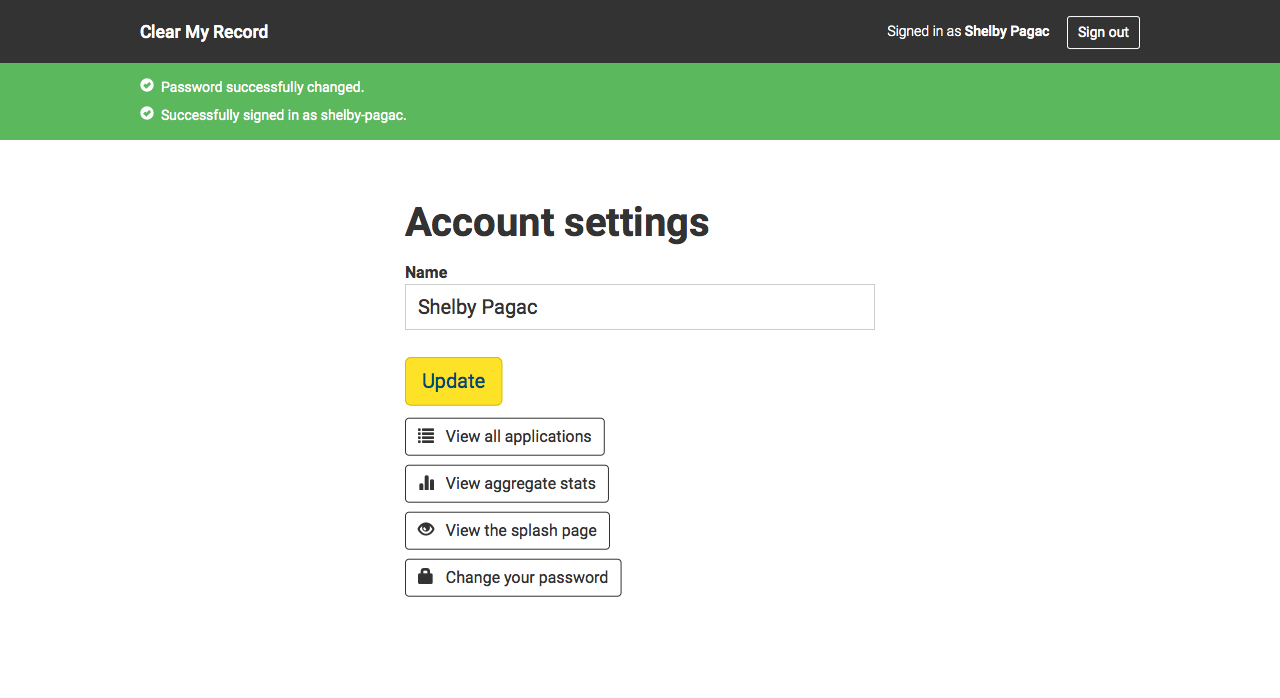 Clear My Record
Signed in as Shelby Pagac
Sign out
Password successfully changed.
Successfully signed in as shelby-pagac.
Account settings
Name
Shelby Pagac
Update
View all applications
View aggregate stats
View the splash page
Change your password